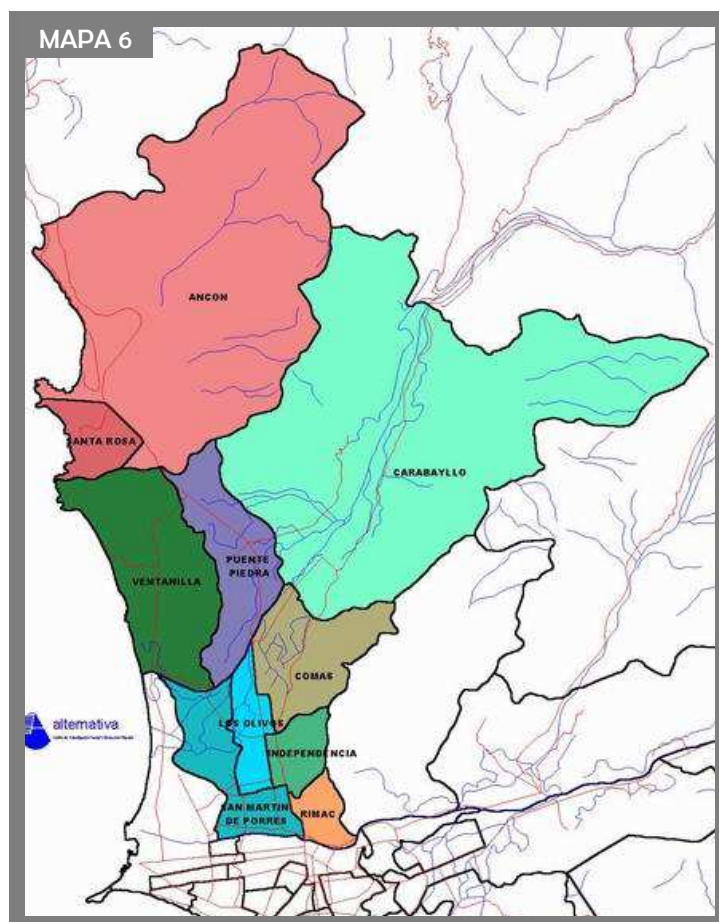 MAPA 6
ANCON
SANTA ROSA
CARABAYLLO
PUENTE
PIEDRA
VENTANILLA
COMAS
alternativa
LOS OLIVOS
INDEPENDENCIA
SAN MARTIN
DE PORRES
RIMAC